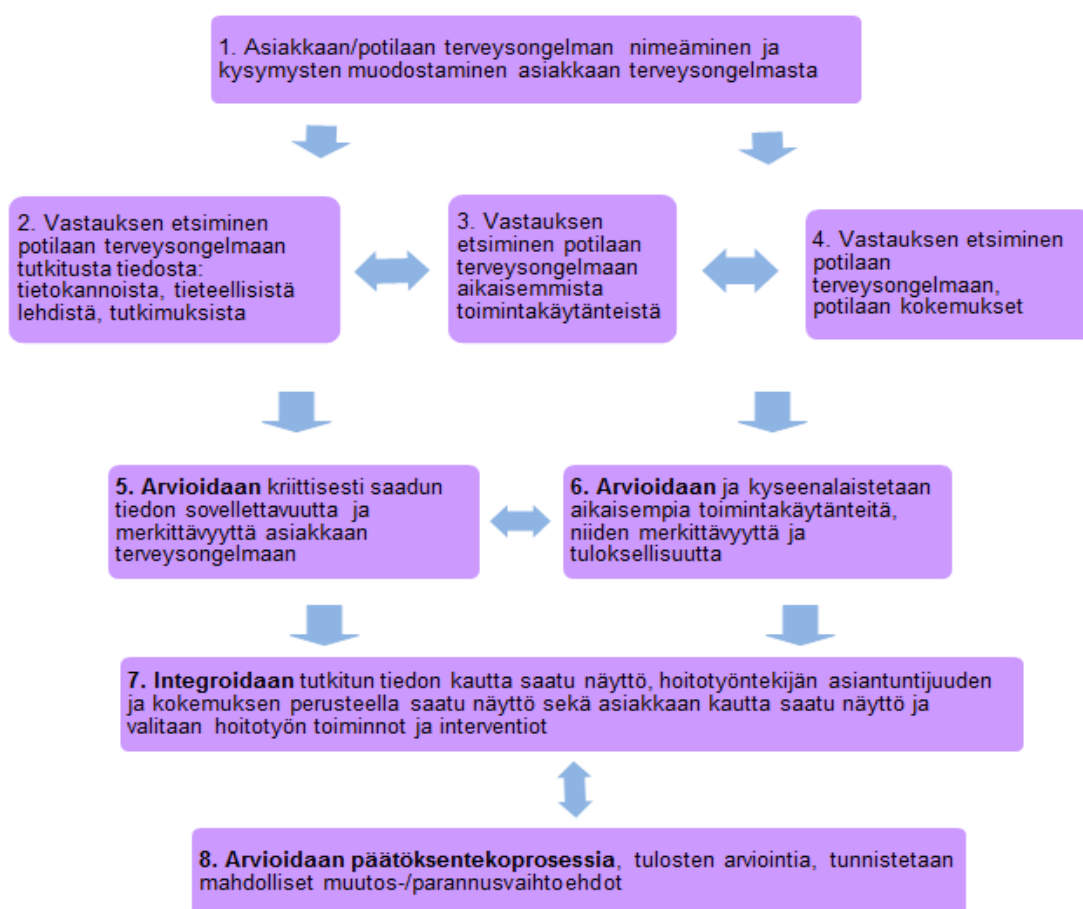 1. Asiakkaan/potilaan terveysongelman nimeäminen ja
kysymysten muodostaminen asiakkaan terveysongelmasta
2. Vastauksen etsiminen
potilaan terveysongelmaan
tutkitusta tiedosta:
tietokannoista, tieteellisistä
lehdistä, tutkimuksista
3. Vastauksen
etsiminen potilaan
terveysongelmaan
aikaisemmista
toimintakäytänteistä
4. Vastauksen etsiminen
potilaan
terveysongelmaan,
potilaan kokemukset
5. Arvioidaan kriittisesti saadun
tiedon sovellettavuutta ja
merkittävyyttä asiakkaan
terveysongelmaan
6. Arvioidaan ja kyseenalaistetaan
aikaisempia toimintakäytänteitä,
niiden merkittävyyttä ja
tuloksellisuutta
7. Integroidaan tutkitun tiedon kautta saatu näyttö, hoitotyöntekijän asiantuntijuuden
ja kokemuksen perusteella saatu näyttö sekä asiakkaan kautta saatu näyttö ja
valitaan hoitotyön toiminnot ja interventiot
8. Arvioidaan päätöksentekoprosessia, tulosten arviointia, tunnistetaan
mahdolliset muutos-/parannusvaihtoehdot